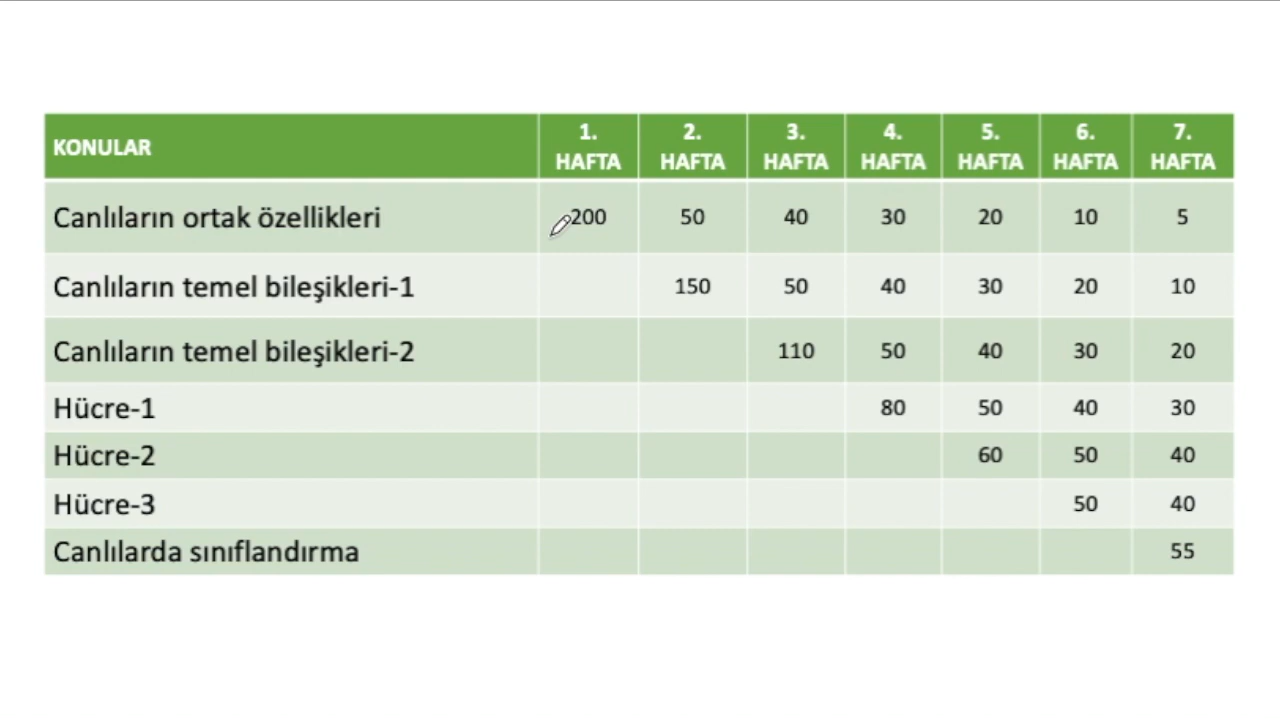 KONULAR 1. HAFTA 2. HAFTA 3. HAFTA 4. HAFTA 5. HAFTA 6. HAFTA 7. HAFTA
Canlıların ortak özellikleri 200 50 40 30 20 10 5
Canlıların temel bileşikleri-1 150 50 40 30 20 10
Canlıların temel bileşikleri-2 110 50 40 30 20
Hücre-1 80 50 40 30
Hücre-2 60 50 40
Hücre-3 50 40
Canlılarda sınıflandırma 55